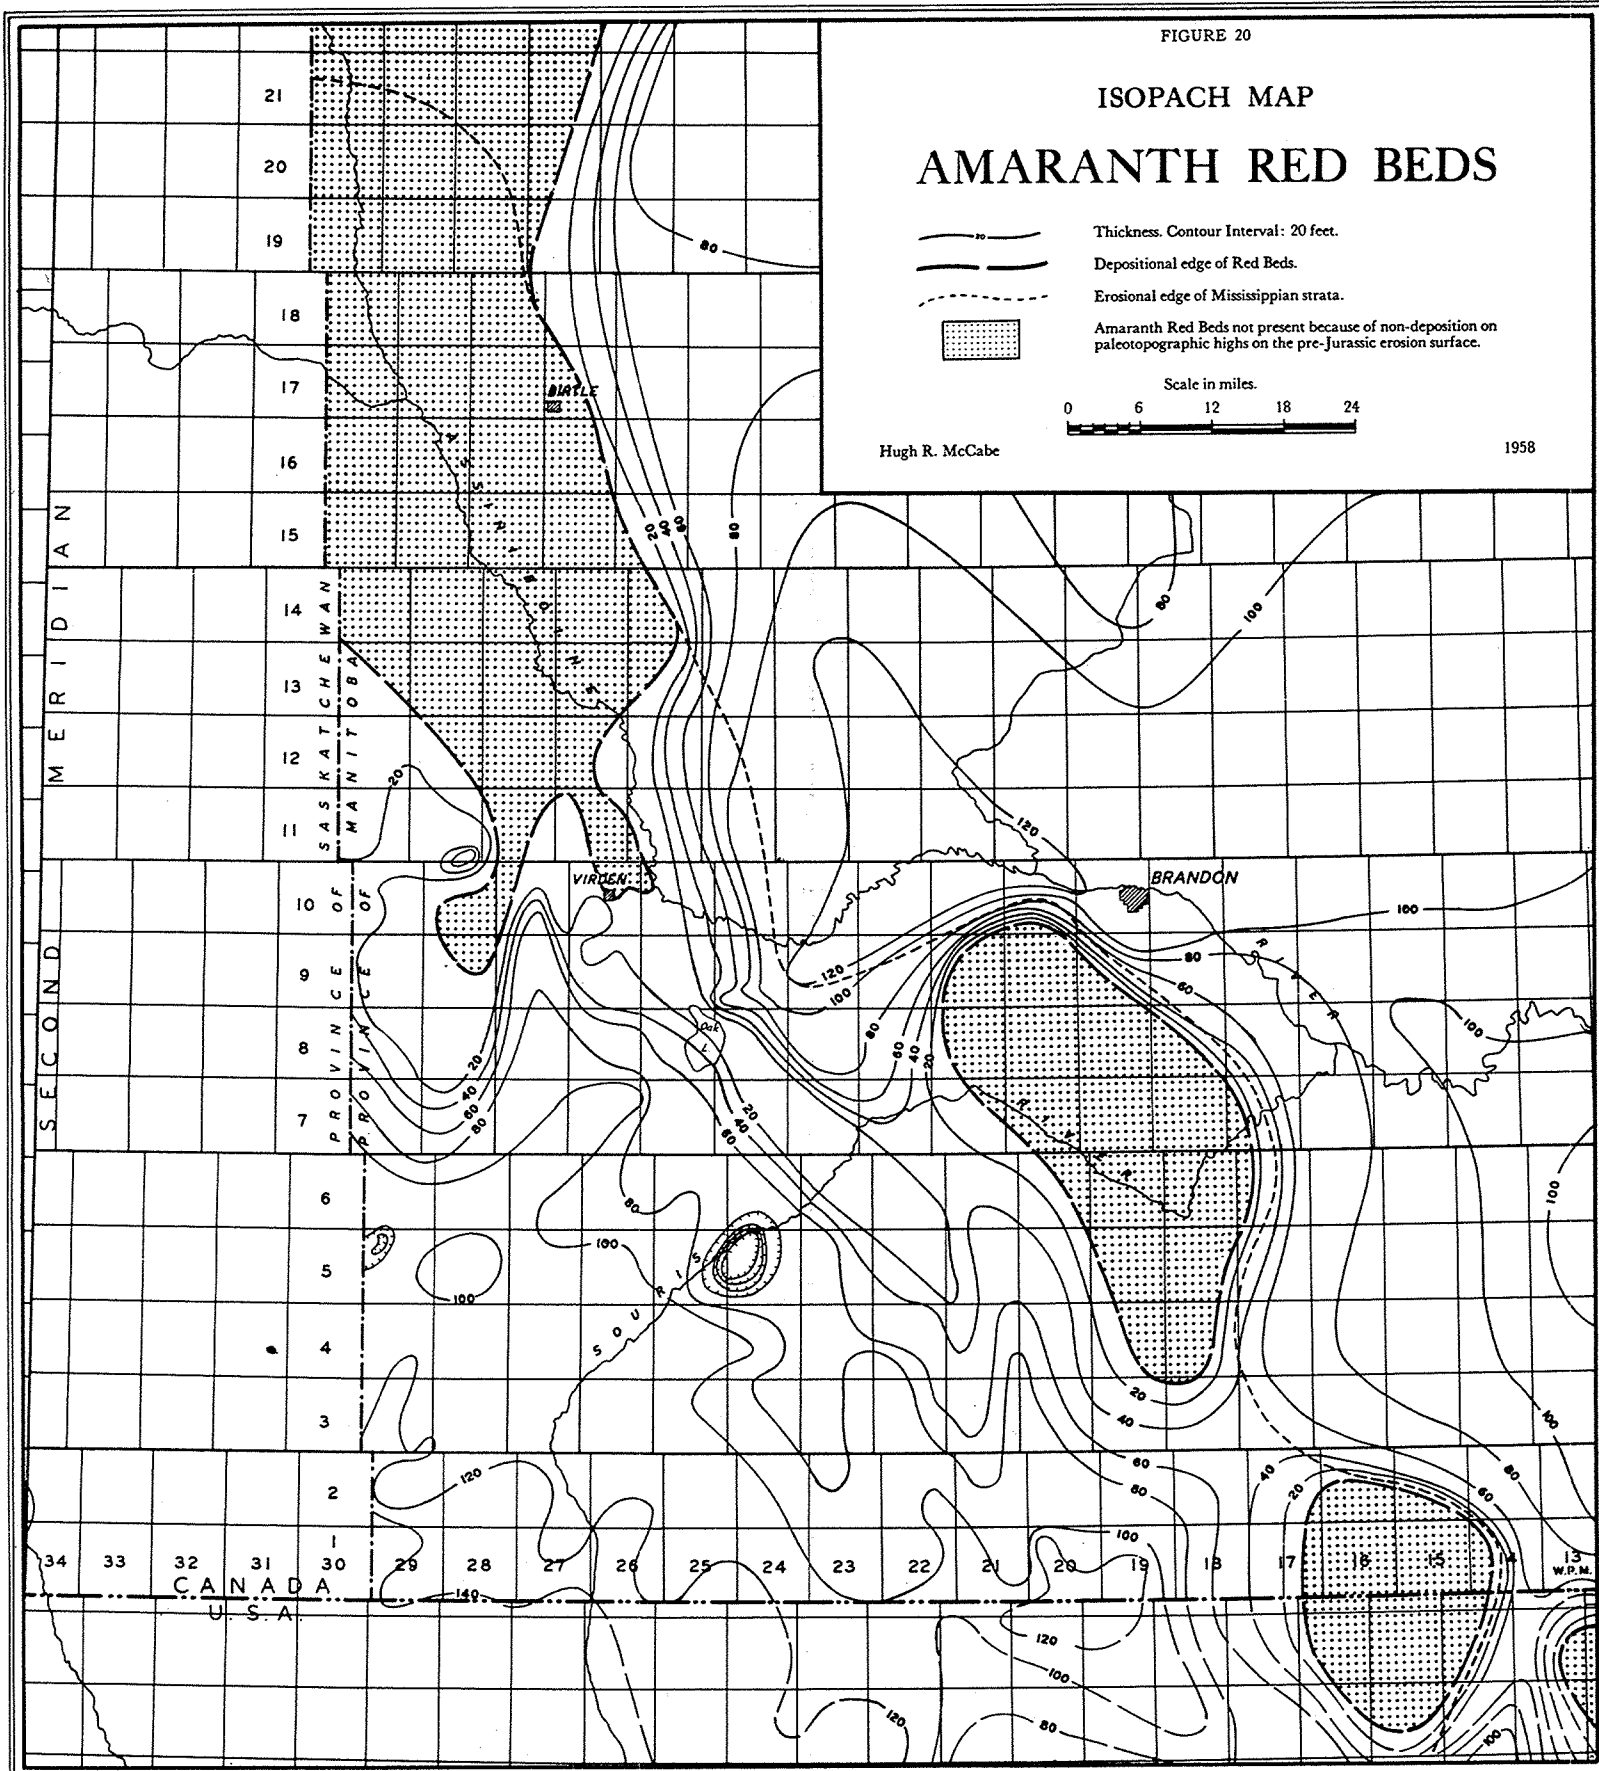 FIGURE 20
ISOPACH MAP
AMARANTH RED BEDS
20
Thickness. Contour Interval: 20 feet.
Depositional edge of Red Beds.
Erosional edge of Mississippian strata.
Amaranth Red Beds not present because of non-deposition on
paleotopographic highs on the pre-Jurassic erosion surface.
Scale in miles.
0 6 12 18 24
Hugh R. McCabe
1958
21
20
19
80
18
17
BIRTLE
16
15
20 40 60
80
14
80
100
13
12
20
11
120
SECOND MERIDIAN
SASKATCHEWAN
MANITOBA
PROVINCE OF
PROVINCE OF
ASSINIBOINE
RIVER
VIRDEN
BRANDON
10
100
9
120
100
80
60
Oak
L.
8
20
40
60
80
80
60
40
20
100
7
20
40
60
RIVER
6
80
100
100
SOURIS
5
100
4
20
40
3
100
60
80
40
20
80
60
2
120
1
100
34 33 32 31 30 29 28 27 26 25 24 23 22 21 20 19 18 17 16 15 14 13
W.P.M.
CANADA
U.S.A.
140
120
100
120
80
100